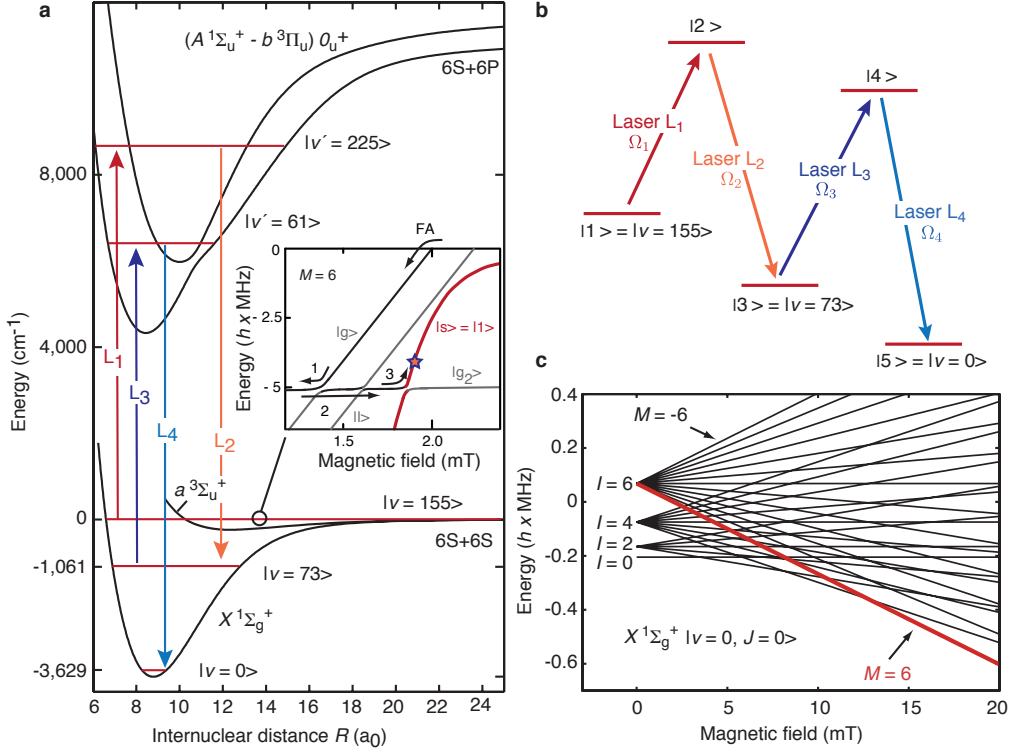 a
(A ¹Σᵤ⁺ - b ³Πᵤ) 0ᵤ⁺
6S+6P
|v´ = 225>
|v´ = 61>
8,000
4,000
0
-1,061
-3,629
Energy (cm⁻¹)
L₁
L₃
L₄
L₂
a ³Σᵤ⁺
|v = 155>
6S+6S
|v = 73>
X ¹Σg⁺
|v = 0>
6 8 10 12 14 16 18 20 22 24
Internuclear distance R (a₀)
FA
M = 6
0
-2.5
- 5
Energy (h x MHz)
|g>
|s> = |1>
1
3
|g₂>
2
|l>
1.5 2.0
Magnetic field (mT)
b
|2>
|4>
Laser L₁
Ω₁
Laser L₂
Ω₂
Laser L₃
Ω₃
Laser L₄
Ω₄
|1> = |v = 155>
|3> = |v = 73>
|5> = |v = 0>
c
0.4
0.2
0
-0.2
-0.4
-0.6
Energy (h x MHz)
M = -6
I = 6
I = 4
I = 2
I = 0
X ¹Σg⁺ |v = 0, J = 0>
M = 6
0 5 10 15 20
Magnetic field (mT)